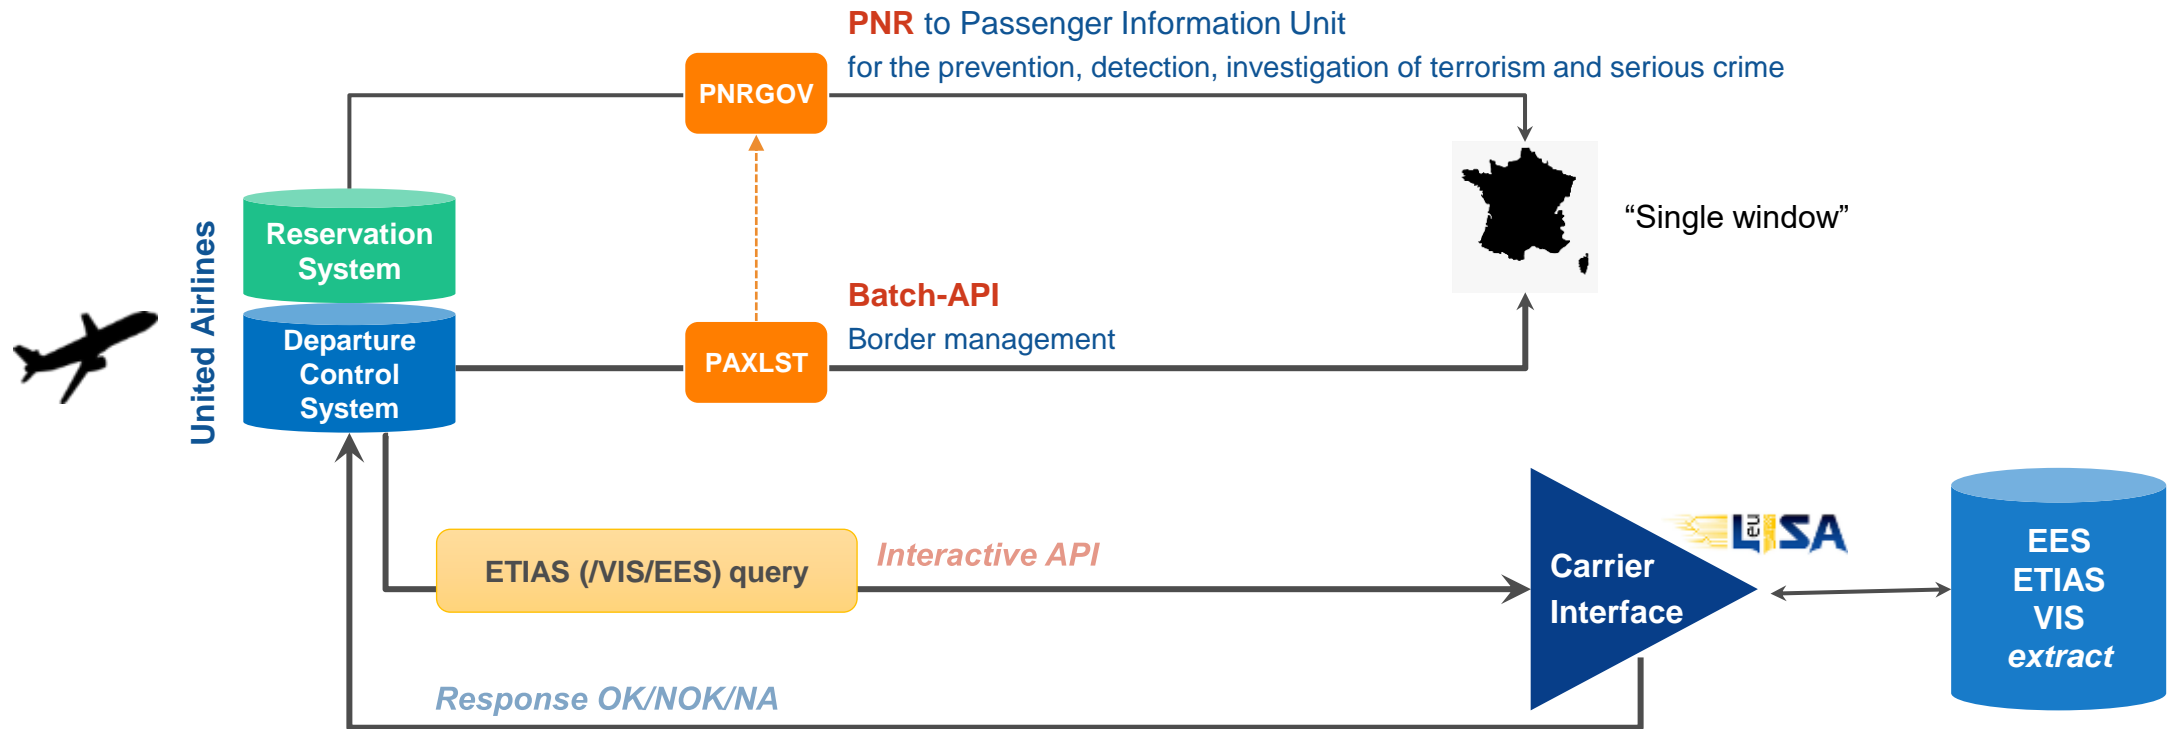 PNR to Passenger Information Unit
for the prevention, detection, investigation of terrorism and serious crime
PNRGOV
Reservation
System
"Single window"
United Airlines
Batch-API
Border management
Departure
Control
System
PAXLST
ETIAS (/VIS/EES) query
Interactive API
Carrier
Interface
eu LISA
EES
ETIAS
VIS
extract
Response OK/NOK/NA